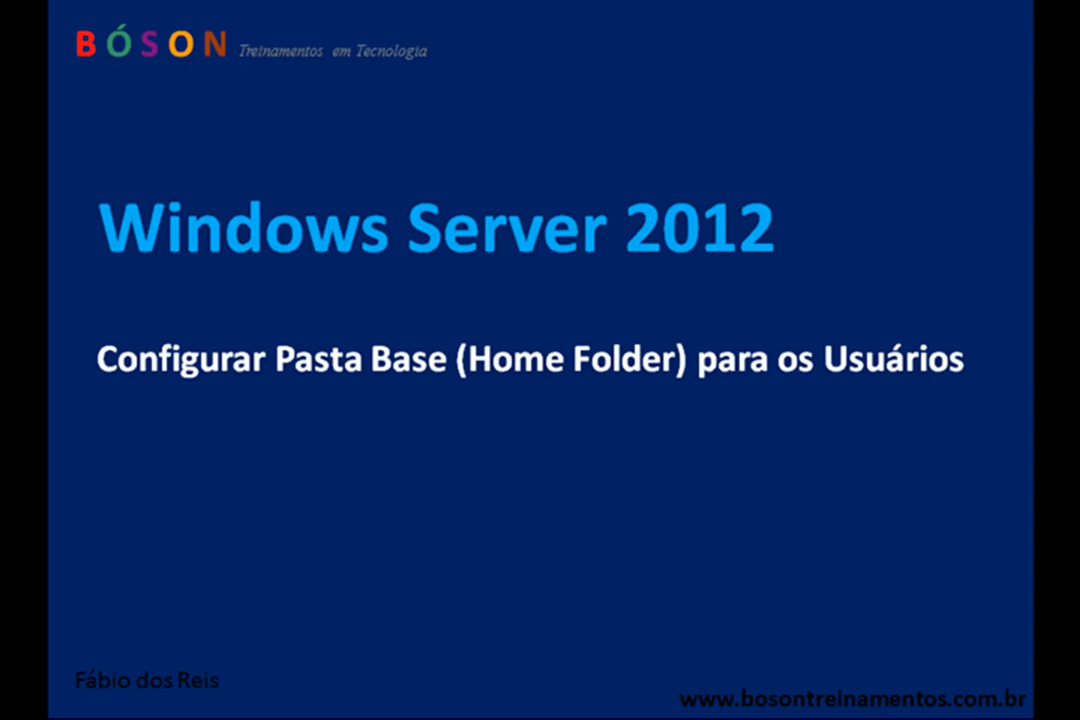 BÓSON Treinamentos em Tecnologia
Windows Server 2012
Configurar Pasta Base (Home Folder) para os Usuários
Fábio dos Reis
www.bosontreinamentos.com.br